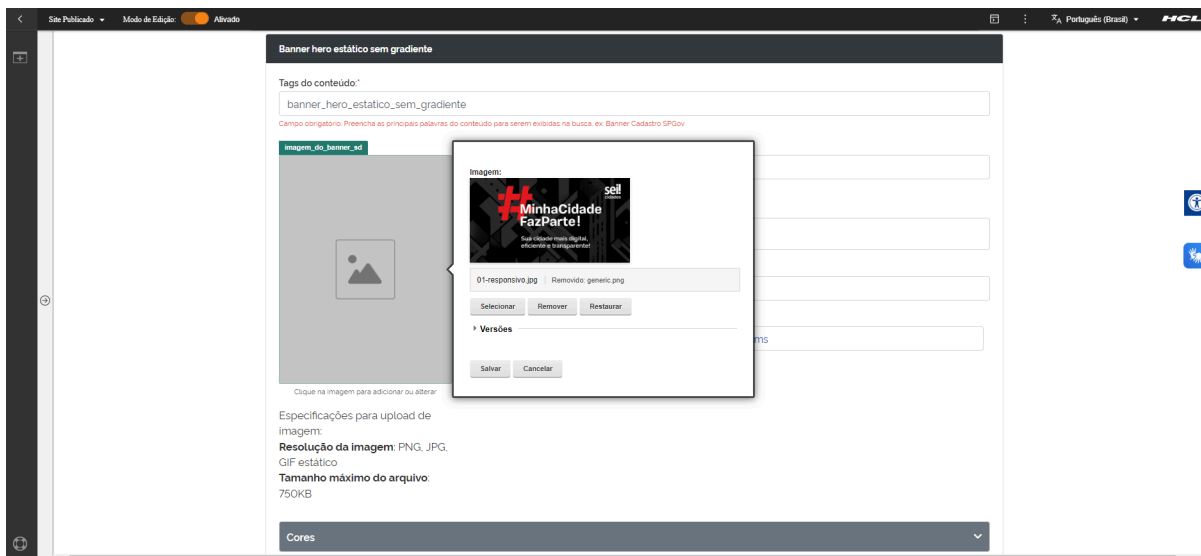 Site Publicado
Modo de Edição:
Ativado
Português (Brasil)
HCL
Banner hero estático sem gradiente
Tags do conteúdo:*
banner_hero_estatico_sem_gradiente
Campo obrigatório. Preencha as principais palavras do conteúdo para serem exibidas na busca. ex: Banner Cadastro SPGov
imagem_do_banner_sd
Imagem:
seil!
cidades
#MinhaCidade
FazParte!
Sua cidade mais digital,
eficiente e transparente!
01-responsivo.jpg
Removido: generic.png
Selecionar
Remover
Restaurar
Versões
ms
Salvar
Cancelar
Clique na imagem para adicionar ou alterar
Especificações para upload de
imagem:
Resolução da imagem: PNG, JPG,
GIF estático
Tamanho máximo do arquivo:
750KB
Cores